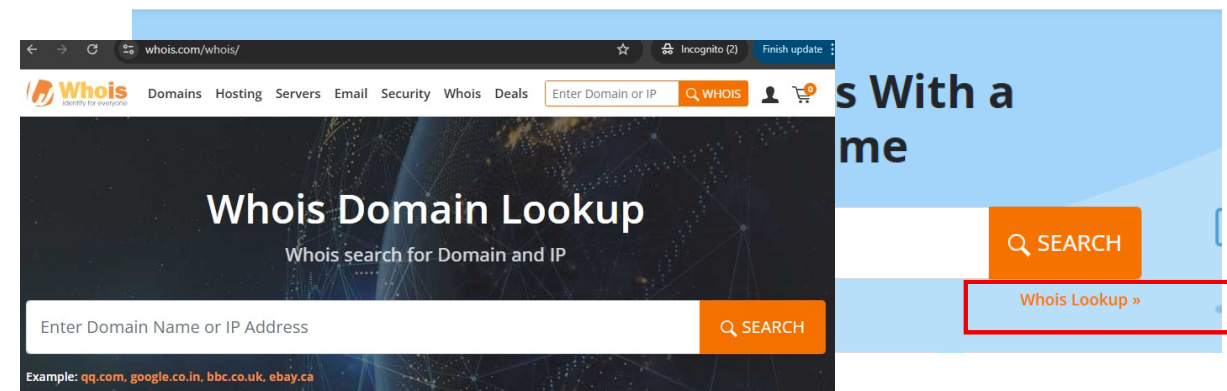 whois.com/whois/
Incognito (2)
Finish update
Whois
Identity for everyone
Domains Hosting Servers Email Security Whois Deals
Enter Domain or IP
WHOIS
0
s With a
me
Whois Domain Lookup
Whois search for Domain and IP
Enter Domain Name or IP Address
SEARCH
Example: qq.com, google.co.in, bbc.co.uk, ebay.ca
SEARCH
Whois Lookup »